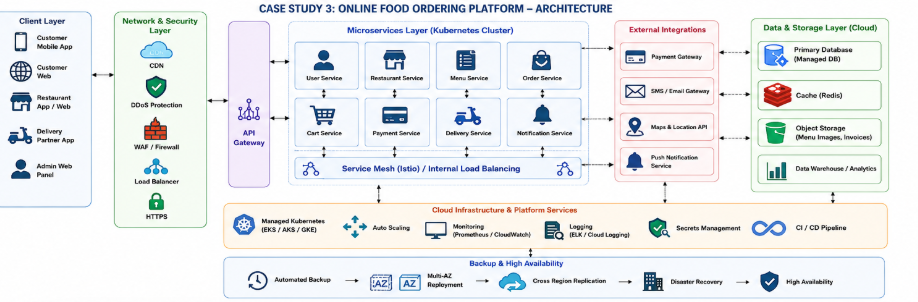 CASE STUDY 3: ONLINE FOOD ORDERING PLATFORM – ARCHITECTURE
Client Layer
Customer
Mobile App
Customer
Web
Restaurant
App / Web
Delivery
Partner App
Admin Web
Panel
Network & Security
Layer
CDN
DDoS Protection
WAF / Firewall
Load Balancer
HTTPS
API
Gateway
Microservices Layer (Kubernetes Cluster)
User Service
Restaurant Service
Menu Service
Order Service
Cart Service
Payment Service
Delivery Service
Notification Service
Service Mesh (Istio) / Internal Load Balancing
External Integrations
Payment Gateway
SMS / Email Gateway
Maps & Location API
Push Notification
Service
Data & Storage Layer (Cloud)
Primary Database
(Managed DB)
Cache (Redis)
Object Storage
(Menu Images, Invoices)
Data Warehouse / Analytics
Cloud Infrastructure & Platform Services
Managed Kubernetes
(EKS / AKS / GKE)
Auto Scaling
Monitoring
(Prometheus / CloudWatch)
Logging
(ELK / Cloud Logging)
Secrets Management
CI / CD Pipeline
Backup & High Availability
Automated Backup
AZ
AZ
Multi-AZ
Reployment
Cross Region Replication
Disaster Recovery
High Availability